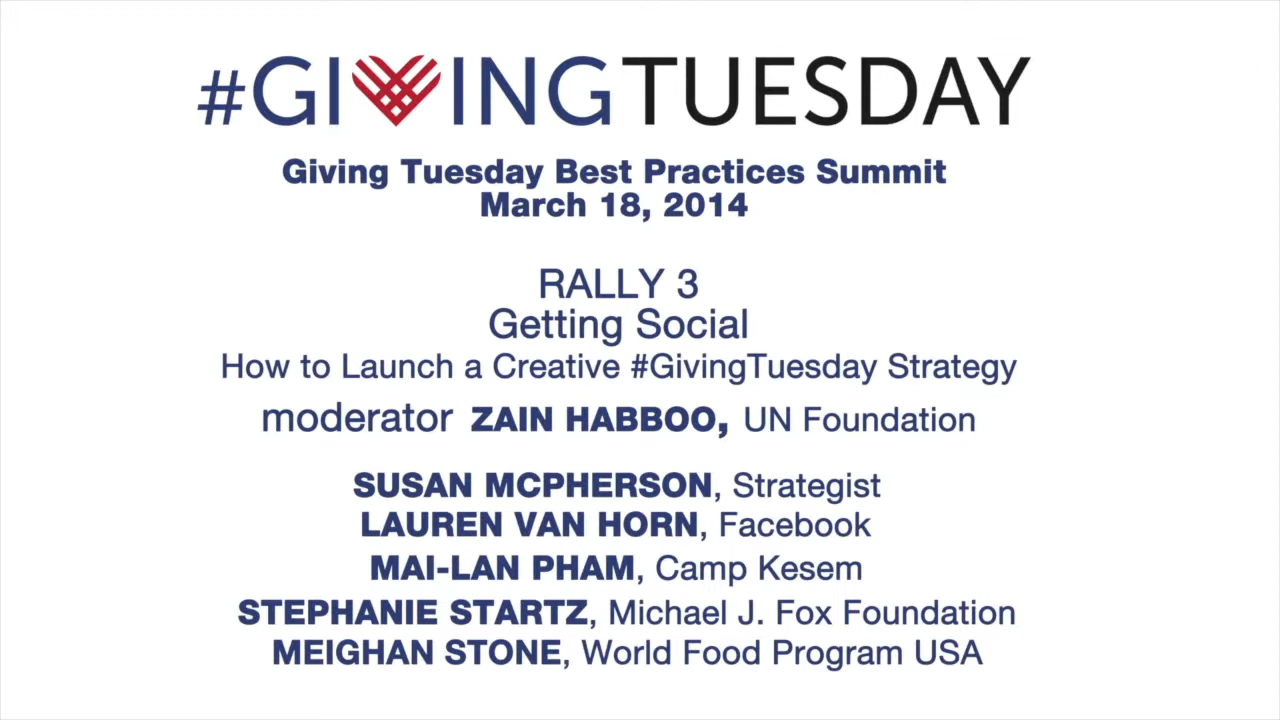 #GIVINGTUESDAY
Giving Tuesday Best Practices Summit
March 18, 2014
RALLY 3
Getting Social
How to Launch a Creative #GivingTuesday Strategy
moderator ZAIN HABBOO, UN Foundation
SUSAN MCPHERSON, Strategist
LAUREN VAN HORN, Facebook
MAI-LAN PHAM, Camp Kesem
STEPHANIE STARTZ, Michael J. Fox Foundation
MEIGHAN STONE, World Food Program USA